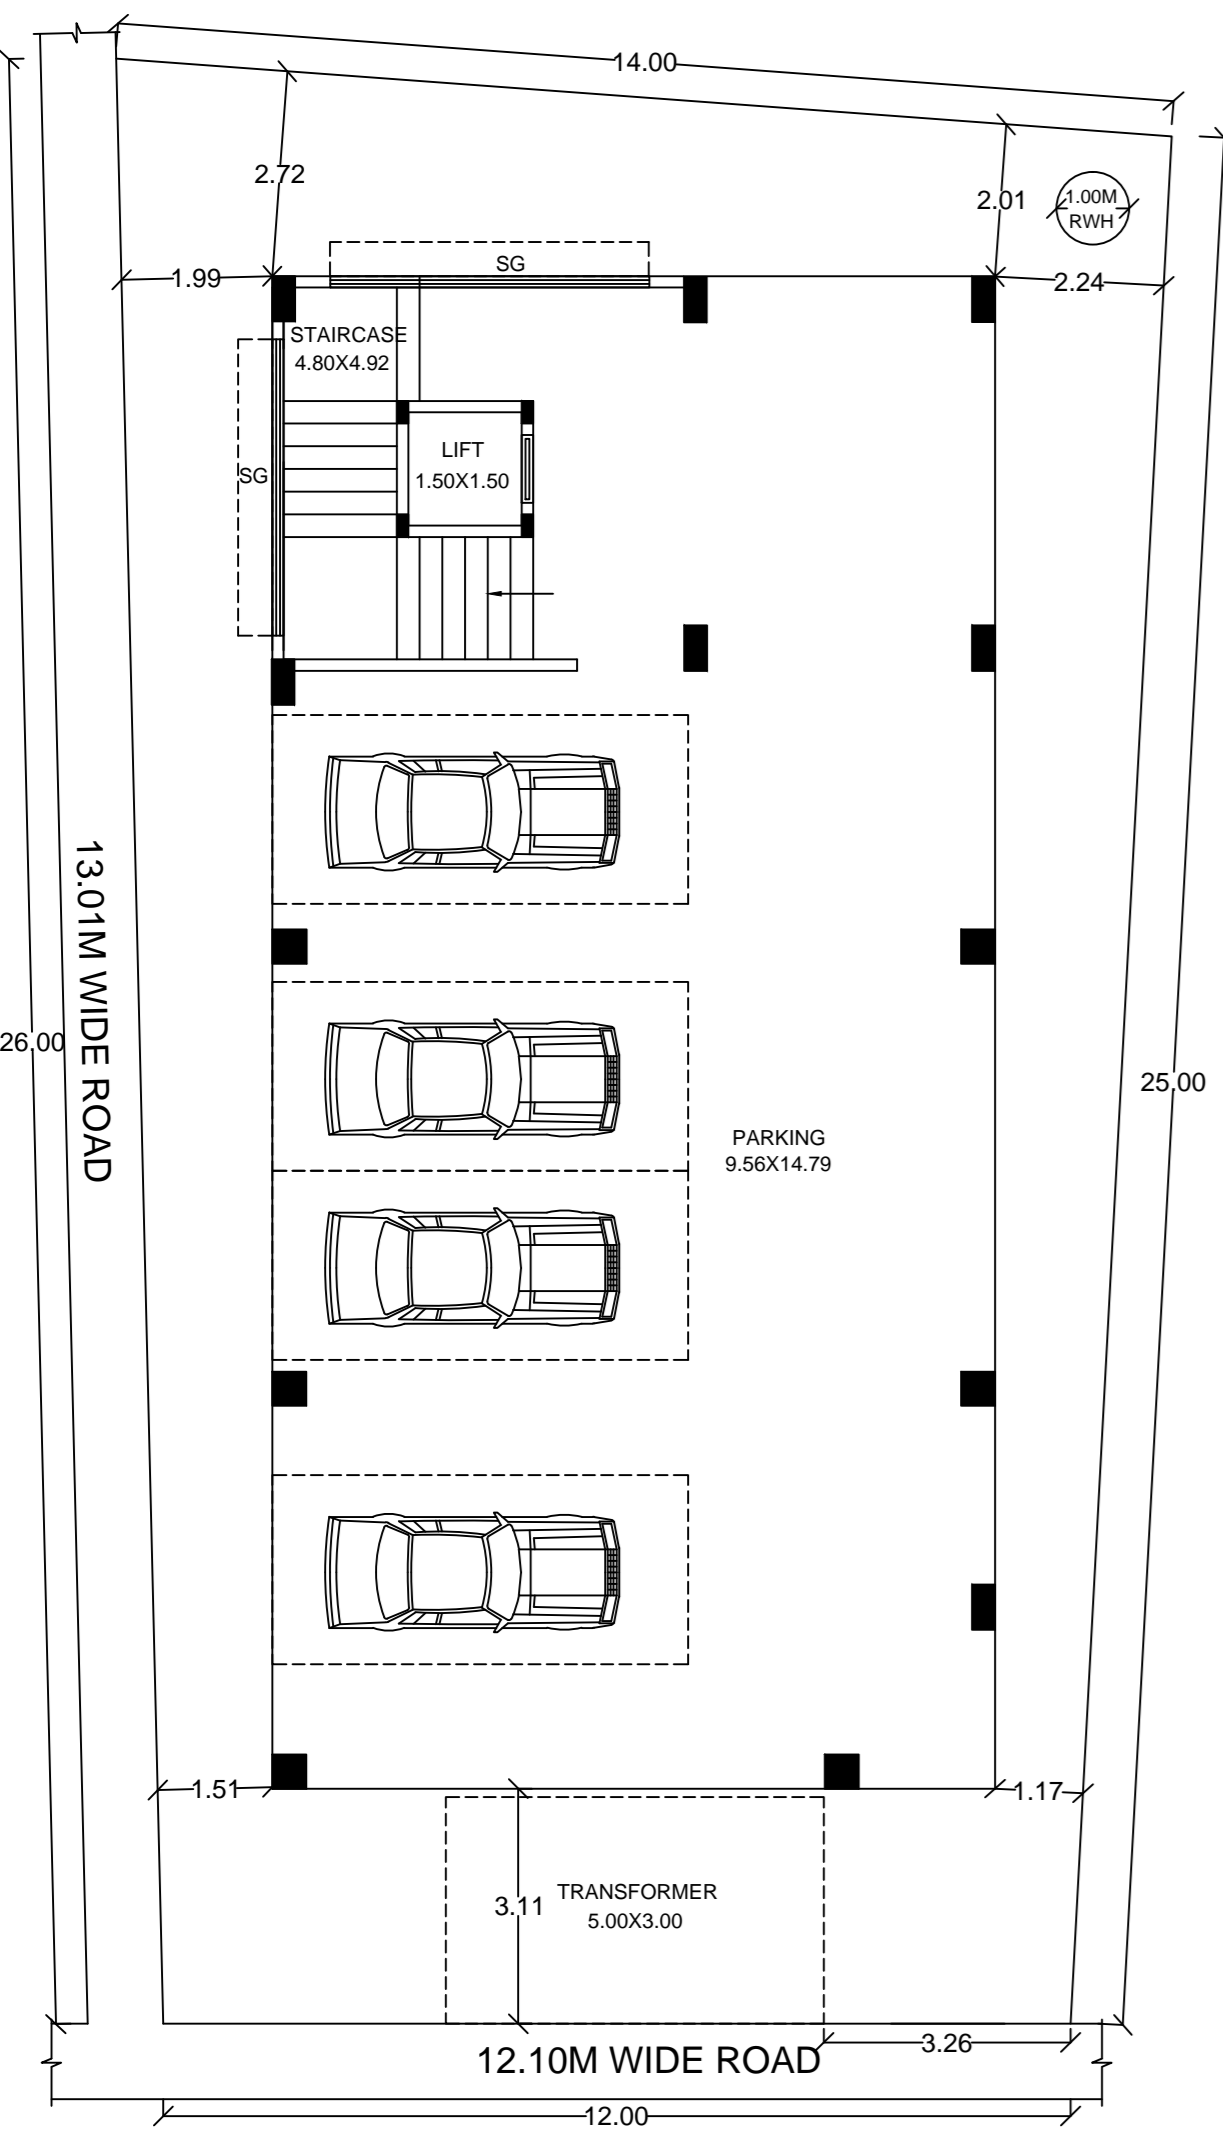 14.00
2.72
2.01
1.00M
RWH
SG
1.99
2.24
STAIRCASE
4.80X4.92
LIFT
1.50X1.50
SG
13.01M WIDE ROAD
26.00
25.00
PARKING
9.56X14.79
1.51
1.17
TRANSFORMER
5.00X3.00
3.11
3.26
12.10M WIDE ROAD
12.00